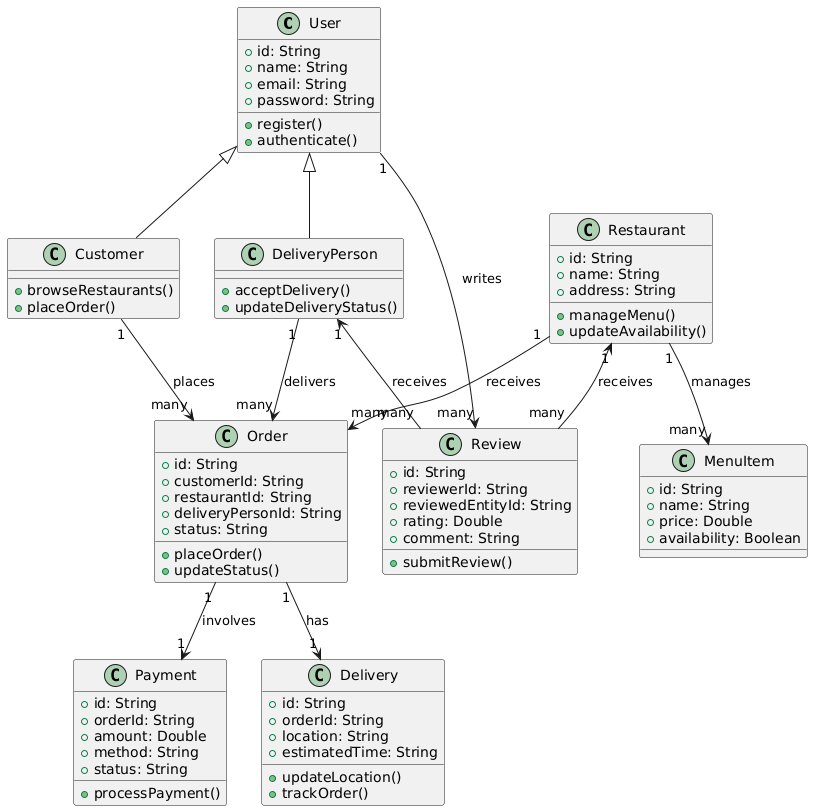 C User
id: String
name: String
email: String
password: String
register()
authenticate()
1
writes
C Customer
browseRestaurants()
placeOrder()
1
places
many
C DeliveryPerson
acceptDelivery()
updateDeliveryStatus()
1
delivers
many
1
receives
many
C Restaurant
id: String
name: String
address: String
manageMenu()
updateAvailability()
1
receives
many
1
receives
many
1
manages
many
many
C Order
id: String
customerId: String
restaurantId: String
deliveryPersonId: String
status: String
placeOrder()
updateStatus()
C Review
id: String
reviewerId: String
reviewedEntityId: String
rating: Double
comment: String
submitReview()
C MenuItem
id: String
name: String
price: Double
availability: Boolean
1
involves
1
1
has
1
C Payment
id: String
orderId: String
amount: Double
method: String
status: String
processPayment()
C Delivery
id: String
orderId: String
location: String
estimatedTime: String
updateLocation()
trackOrder()